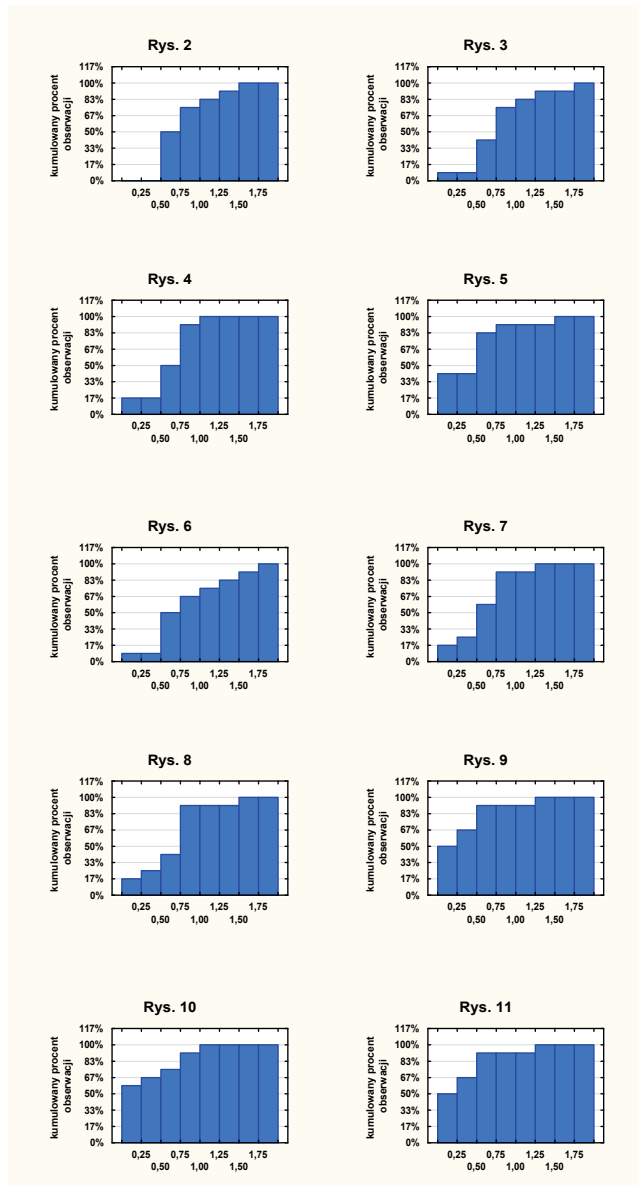 Rys. 2
kumulowany procent
obserwacji
117%
100%
83%
67%
50%
33%
17%
0%
0,25 0,75 1,25 1,75
0,50 1,00 1,50
Rys. 3
kumulowany procent
obserwacji
117%
100%
83%
67%
50%
33%
17%
0%
0,25 0,75 1,25 1,75
0,50 1,00 1,50
Rys. 4
kumulowany procent
obserwacji
117%
100%
83%
67%
50%
33%
17%
0%
0,25 0,75 1,25 1,75
0,50 1,00 1,50
Rys. 5
kumulowany procent
obserwacji
117%
100%
83%
67%
50%
33%
17%
0%
0,25 0,75 1,25 1,75
0,50 1,00 1,50
Rys. 6
kumulowany procent
obserwacji
117%
100%
83%
67%
50%
33%
17%
0%
0,25 0,75 1,25 1,75
0,50 1,00 1,50
Rys. 7
kumulowany procent
obserwacji
117%
100%
83%
67%
50%
33%
17%
0%
0,25 0,75 1,25 1,75
0,50 1,00 1,50
Rys. 8
kumulowany procent
obserwacji
117%
100%
83%
67%
50%
33%
17%
0%
0,25 0,75 1,25 1,75
0,50 1,00 1,50
Rys. 9
kumulowany procent
obserwacji
117%
100%
83%
67%
50%
33%
17%
0%
0,25 0,75 1,25 1,75
0,50 1,00 1,50
Rys. 10
kumulowany procent
obserwacji
117%
100%
83%
67%
50%
33%
17%
0%
0,25 0,75 1,25 1,75
0,50 1,00 1,50
Rys. 11
kumulowany procent
obserwacji
117%
100%
83%
67%
50%
33%
17%
0%
0,25 0,75 1,25 1,75
0,50 1,00 1,50